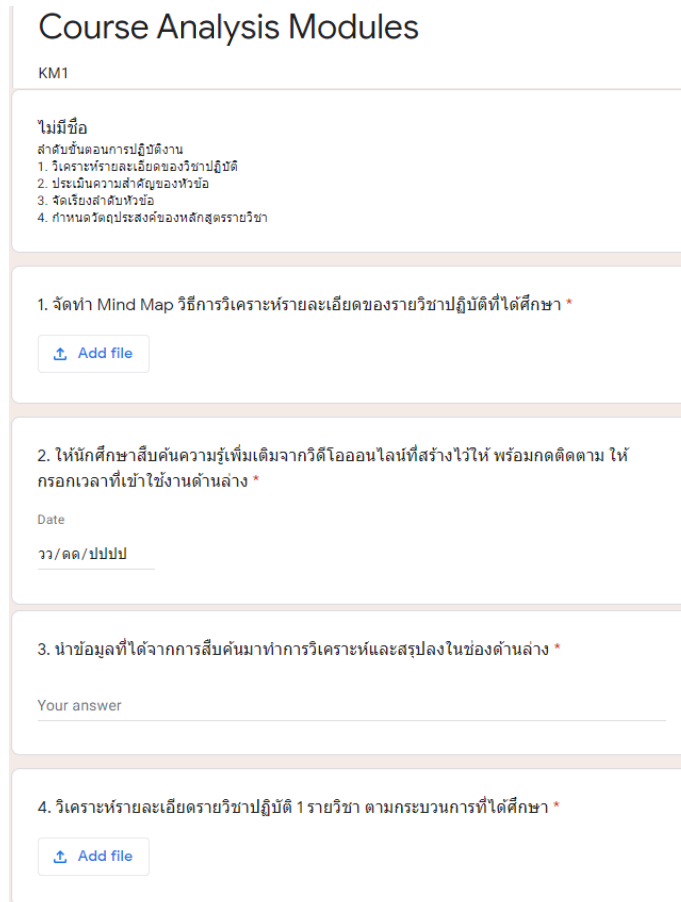 Course Analysis Modules
KM1
ไม่มีชื่อ
ลำดับขั้นตอนการปฏิบัติงาน
1. วิเคราะห์รายละเอียดของวิชาปฏิบัติ
2. ประเมินความสำคัญของหัวข้อ
3. จัดเรียงลำดับหัวข้อ
4. กำหนดวัตถุประสงค์ของหลักสูตรรายวิชา
1. จัดทำ Mind Map วิธีการวิเคราะห์รายละเอียดของรายวิชาปฏิบัติที่ได้ศึกษา *
Add file
2. ให้นักศึกษาสืบค้นความรู้เพิ่มเติมจากวิดีโอออนไลน์ที่สร้างไว้ให้ พร้อมกดติดตาม ให้
กรอกเวลาที่เข้าใช้งานด้านล่าง *
Date
วว/ดด/ปปปป
3. นำข้อมูลที่ได้จากการสืบค้นมาทำการวิเคราะห์และสรุปลงในช่องด้านล่าง *
Your answer
4. วิเคราะห์รายละเอียดรายวิชาปฏิบัติ 1 รายวิชา ตามกระบวนการที่ได้ศึกษา *
Add file